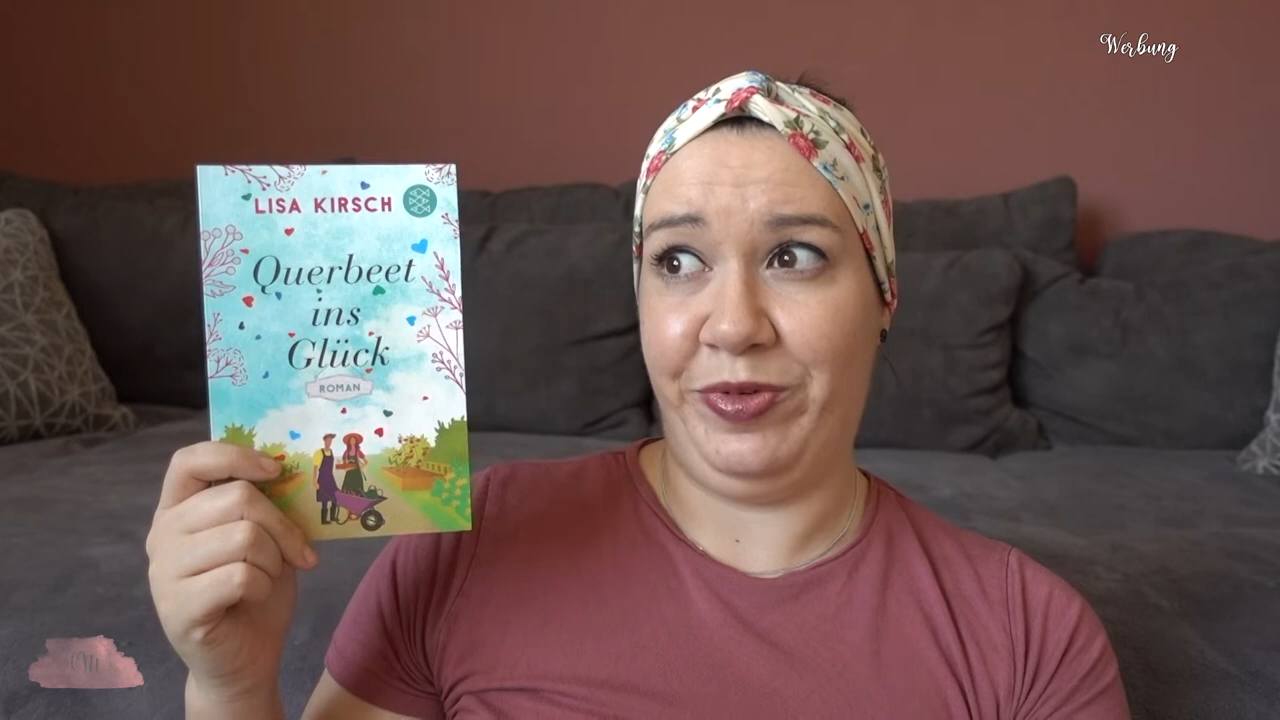 Werbung
LISA KIRSCH
Querbeet
ins
Glück
ROMAN